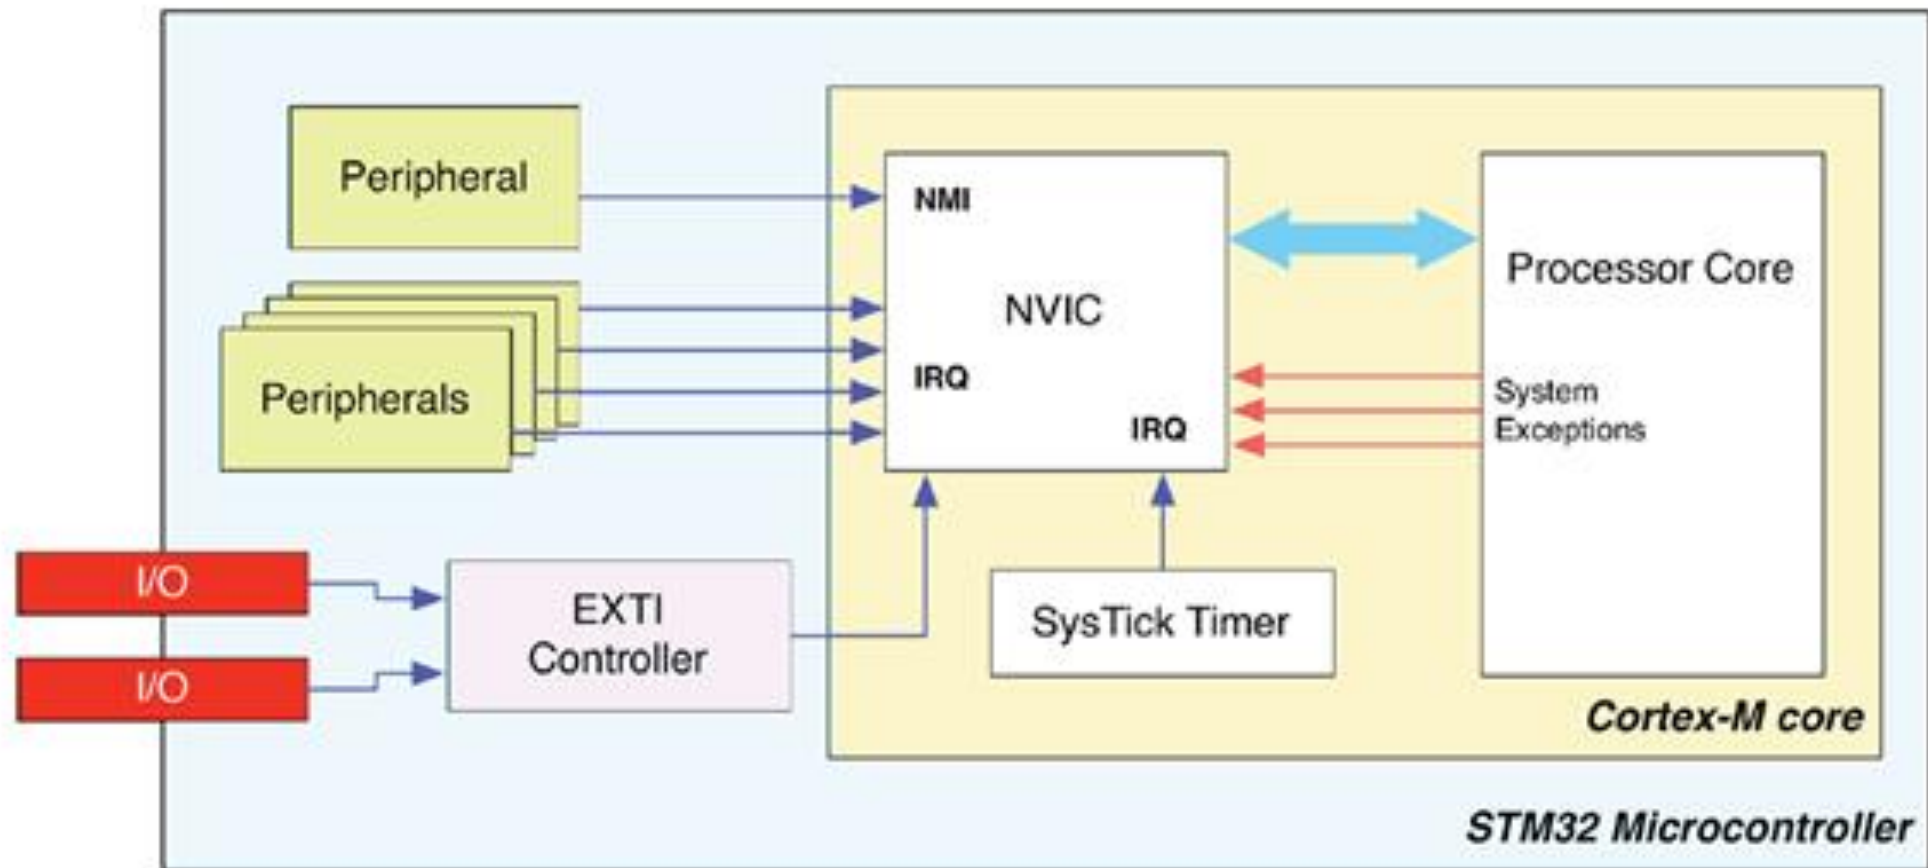 Peripheral
NMI
Processor Core
NVIC
Peripherals
IRQ
IRQ
System
Exceptions
I/O
EXTI
Controller
SysTick Timer
I/O
Cortex-M core
STM32 Microcontroller